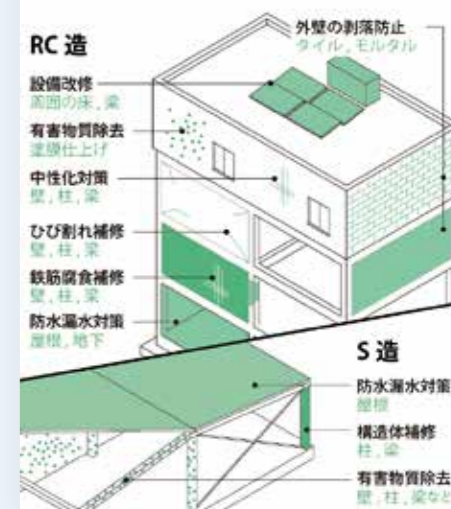 RC 造
設備改修
周囲の床, 梁
有害物質除去
塗膜仕上げ
中性化対策
壁, 柱, 梁
ひび割れ補修
壁, 柱, 梁
鉄筋腐食補修
壁, 柱, 梁
防水漏水対策
屋根, 地下
外壁の剥落防止
タイル, モルタル
S 造
防水漏水対策
屋根
構造体補修
柱, 梁
有害物質除去
壁, 柱, 梁など